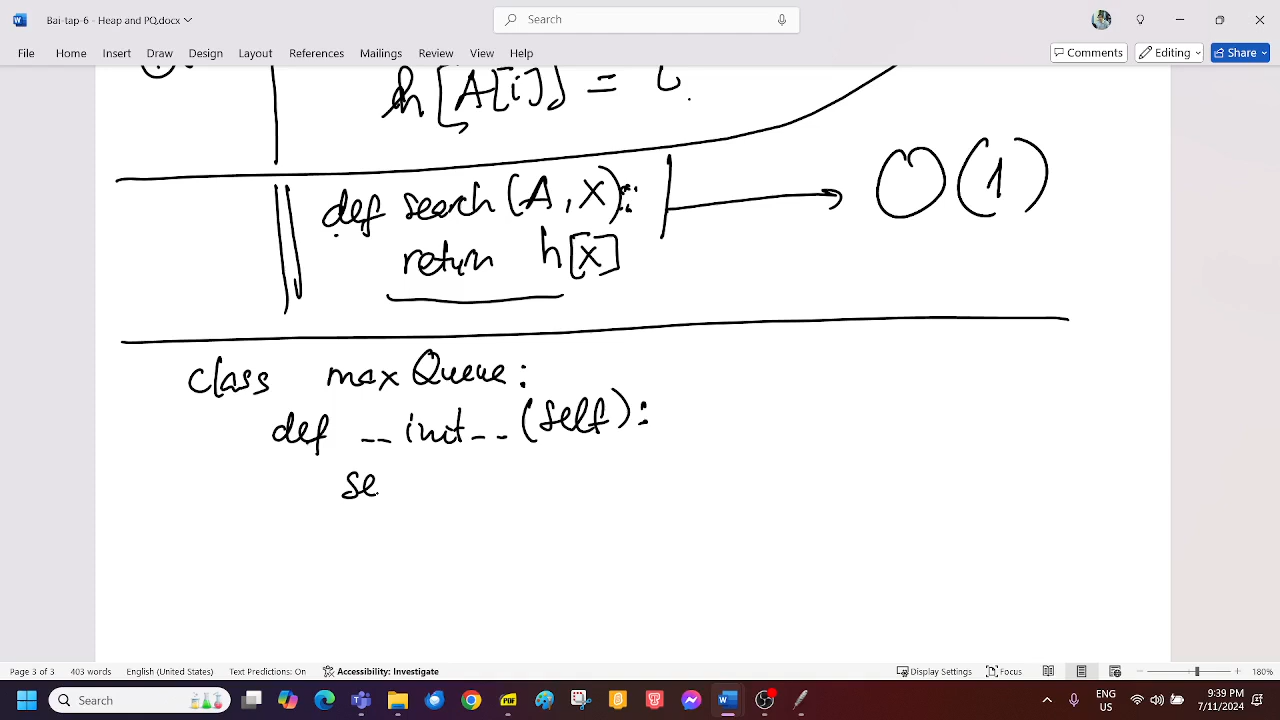 Bai-tap-6 - Heap and PQ.docx
Search
File Home Insert Draw Design Layout References Mailings Review View Help
Comments Editing Share
h[A[i]] = i.
def search (A, x):
return h[x]
O(1)
class maxQueue:
def __init__(self):
se
Page 3 of 3 403 words English (United States) Text Predictions: On Accessibility: Investigate Display Settings Focus 180%
Search
ENG
9:39 PM
7/11/2024